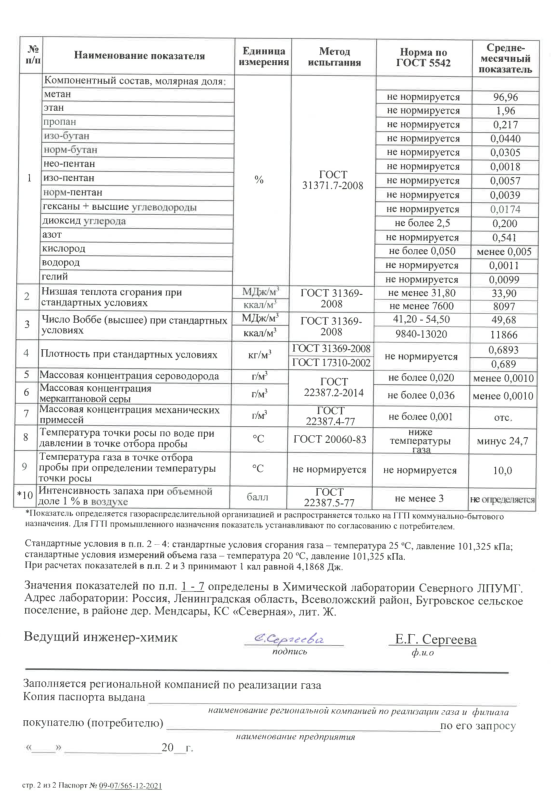 № п/п Наименование показателя Единица измерения Метод испытания Норма по ГОСТ 5542 Средне-месячный показатель
1 Компонентный состав, молярная доля: % ГОСТ 31371.7-2008
метан не нормируется 96,96
этан не нормируется 1,96
пропан не нормируется 0,217
изо-бутан не нормируется 0,0440
норм-бутан не нормируется 0,0305
нео-пентан не нормируется 0,0018
изо-пентан не нормируется 0,0057
норм-пентан не нормируется 0,0039
гексаны + высшие углеводороды не нормируется 0,0174
диоксид углерода не более 2,5 0,200
азот не нормируется 0,541
кислород не более 0,050 менее 0,005
водород не нормируется 0,0011
гелий не нормируется 0,0099
2 Низшая теплота сгорания при стандартных условиях МДж/м³ ГОСТ 31369-2008 не менее 31,80 33,90
ккал/м³ не менее 7600 8097
3 Число Воббе (высшее) при стандартных условиях МДж/м³ ГОСТ 31369-2008 41,20 - 54,50 49,68
ккал/м³ 9840-13020 11866
4 Плотность при стандартных условиях кг/м³ ГОСТ 31369-2008 не нормируется 0,6893
ГОСТ 17310-2002 0,689
5 Массовая концентрация сероводорода г/м³ ГОСТ 22387.2-2014 не более 0,020 менее 0,0010
6 Массовая концентрация меркаптановой серы г/м³ не более 0,036 менее 0,0010
7 Массовая концентрация механических примесей г/м³ ГОСТ 22387.4-77 не более 0,001 отс.
8 Температура точки росы по воде при давлении в точке отбора пробы °С ГОСТ 20060-83 ниже температуры газа минус 24,7
9 Температура газа в точке отбора пробы при определении температуры точки росы °С не нормируется не нормируется 10,0
*10 Интенсивность запаха при объемной доле 1 % в воздухе балл ГОСТ 22387.5-77 не менее 3 не определяется
*Показатель определяется газораспределительной организацией и распространяется только на ГГП коммунально-бытового
назначения. Для ГГП промышленного назначения показатель устанавливают по согласованию с потребителем.
Стандартные условия в п.п. 2 – 4: стандартные условия сгорания газа – температура 25 °С, давление 101,325 кПа;
стандартные условия измерений объема газа – температура 20 °С, давление 101,325 кПа.
При расчетах показателей в п.п. 2 и 3 принимают 1 кал равной 4,1868 Дж.
Значения показателей по п.п. 1 - 7 определены в Химической лаборатории Северного ЛПУМГ.
Адрес лаборатории: Россия, Ленинградская область, Всеволожский район, Бугровское сельское
поселение, в районе дер. Мендсары, КС «Северная», лит. Ж.
Ведущий инженер-химик Е.Сергеева Е.Г. Сергеева
подпись ф.и.о
Заполняется региональной компанией по реализации газа
Копия паспорта выдана
наименование региональной компании по реализации газа и филиала
покупателю (потребителю) по его запросу
наименование предприятия
«___» ____________ 20__г.
стр. 2 из 2 Паспорт № 09-07/565-12-2021